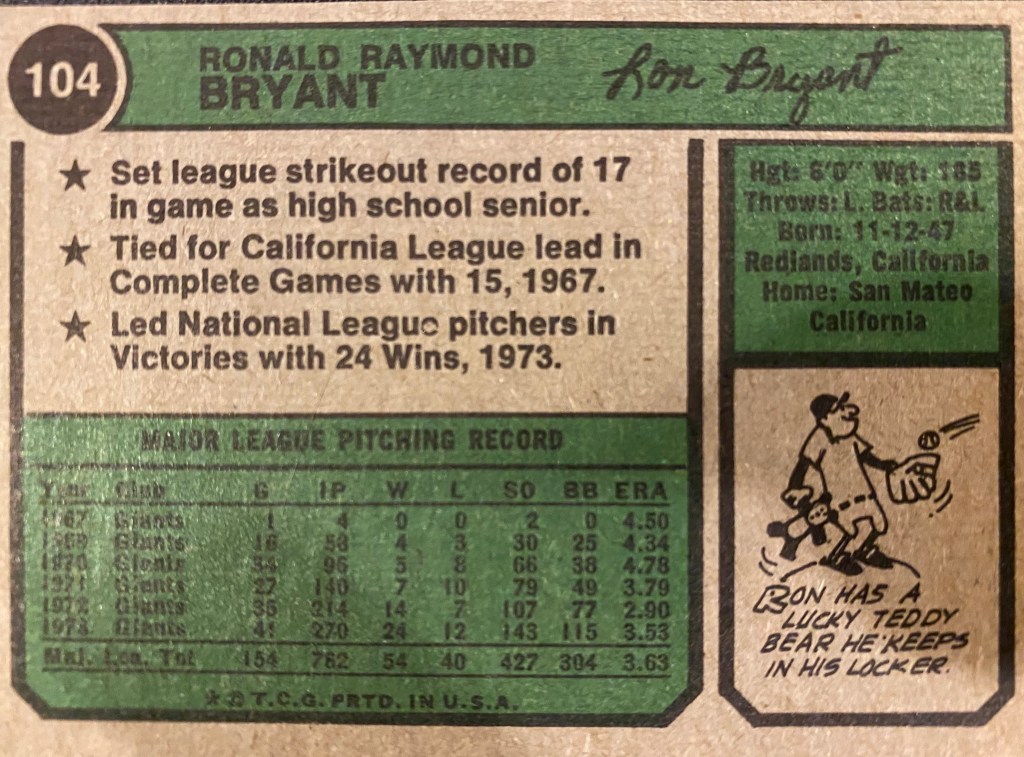 104
RONALD RAYMOND
BRYANT
Ron Bryant
★ Set league strikeout record of 17
in game as high school senior.
★ Tied for California League lead in
Complete Games with 15, 1967.
★ Led National League pitchers in
Victories with 24 Wins, 1973.
Hgt: 6'0" Wgt: 185
Throws: L. Bats: R&L
Born: 11-12-47
Redlands, California
Home: San Mateo
California
MAJOR LEAGUE PITCHING RECORD
Year Club G IP W L SO BB ERA
1967 Giants 1 4 0 0 2 0 4.50
1969 Giants 16 58 4 3 30 25 4.34
1970 Giants 34 96 5 8 66 38 4.78
1971 Giants 27 140 7 10 79 49 3.79
1972 Giants 35 214 14 7 107 77 2.90
1973 Giants 41 270 24 12 143 115 3.53
Maj. Lea. Tot. 154 782 54 40 427 304 3.63
★ © T.C.G. PRTD. IN U.S.A.
RON HAS A
LUCKY TEDDY
BEAR HE KEEPS
IN HIS LOCKER.